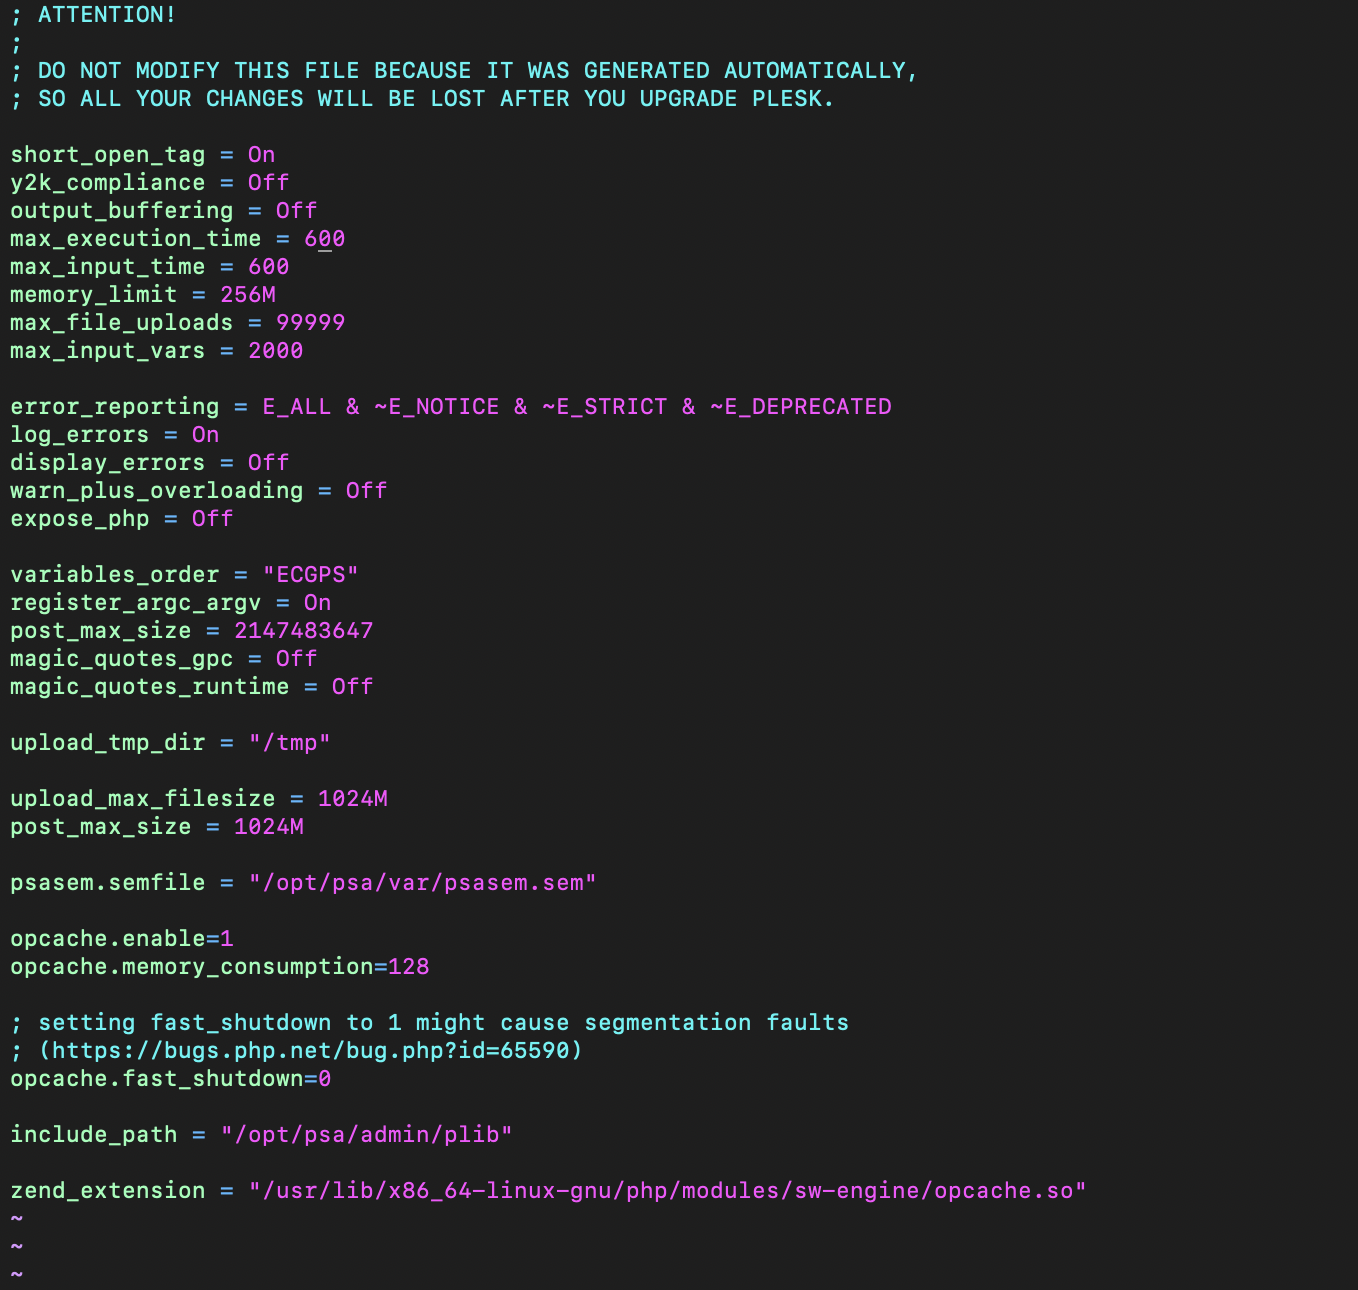 ; ATTENTION!
;
; DO NOT MODIFY THIS FILE BECAUSE IT WAS GENERATED AUTOMATICALLY,
; SO ALL YOUR CHANGES WILL BE LOST AFTER YOU UPGRADE PLESK.

short_open_tag = On
y2k_compliance = Off
output_buffering = Off
max_execution_time = 600
max_input_time = 600
memory_limit = 256M
max_file_uploads = 99999
max_input_vars = 2000

error_reporting = E_ALL & ~E_NOTICE & ~E_STRICT & ~E_DEPRECATED
log_errors = On
display_errors = Off
warn_plus_overloading = Off
expose_php = Off

variables_order = "ECGPS"
register_argc_argv = On
post_max_size = 2147483647
magic_quotes_gpc = Off
magic_quotes_runtime = Off

upload_tmp_dir = "/tmp"

upload_max_filesize = 1024M
post_max_size = 1024M

psasem.semfile = "/opt/psa/var/psasem.sem"

opcache.enable=1
opcache.memory_consumption=128

; setting fast_shutdown to 1 might cause segmentation faults
; (https://bugs.php.net/bug.php?id=65590)
opcache.fast_shutdown=0

include_path = "/opt/psa/admin/plib"

zend_extension = "/usr/lib/x86_64-linux-gnu/php/modules/sw-engine/opcache.so"
~
~
~